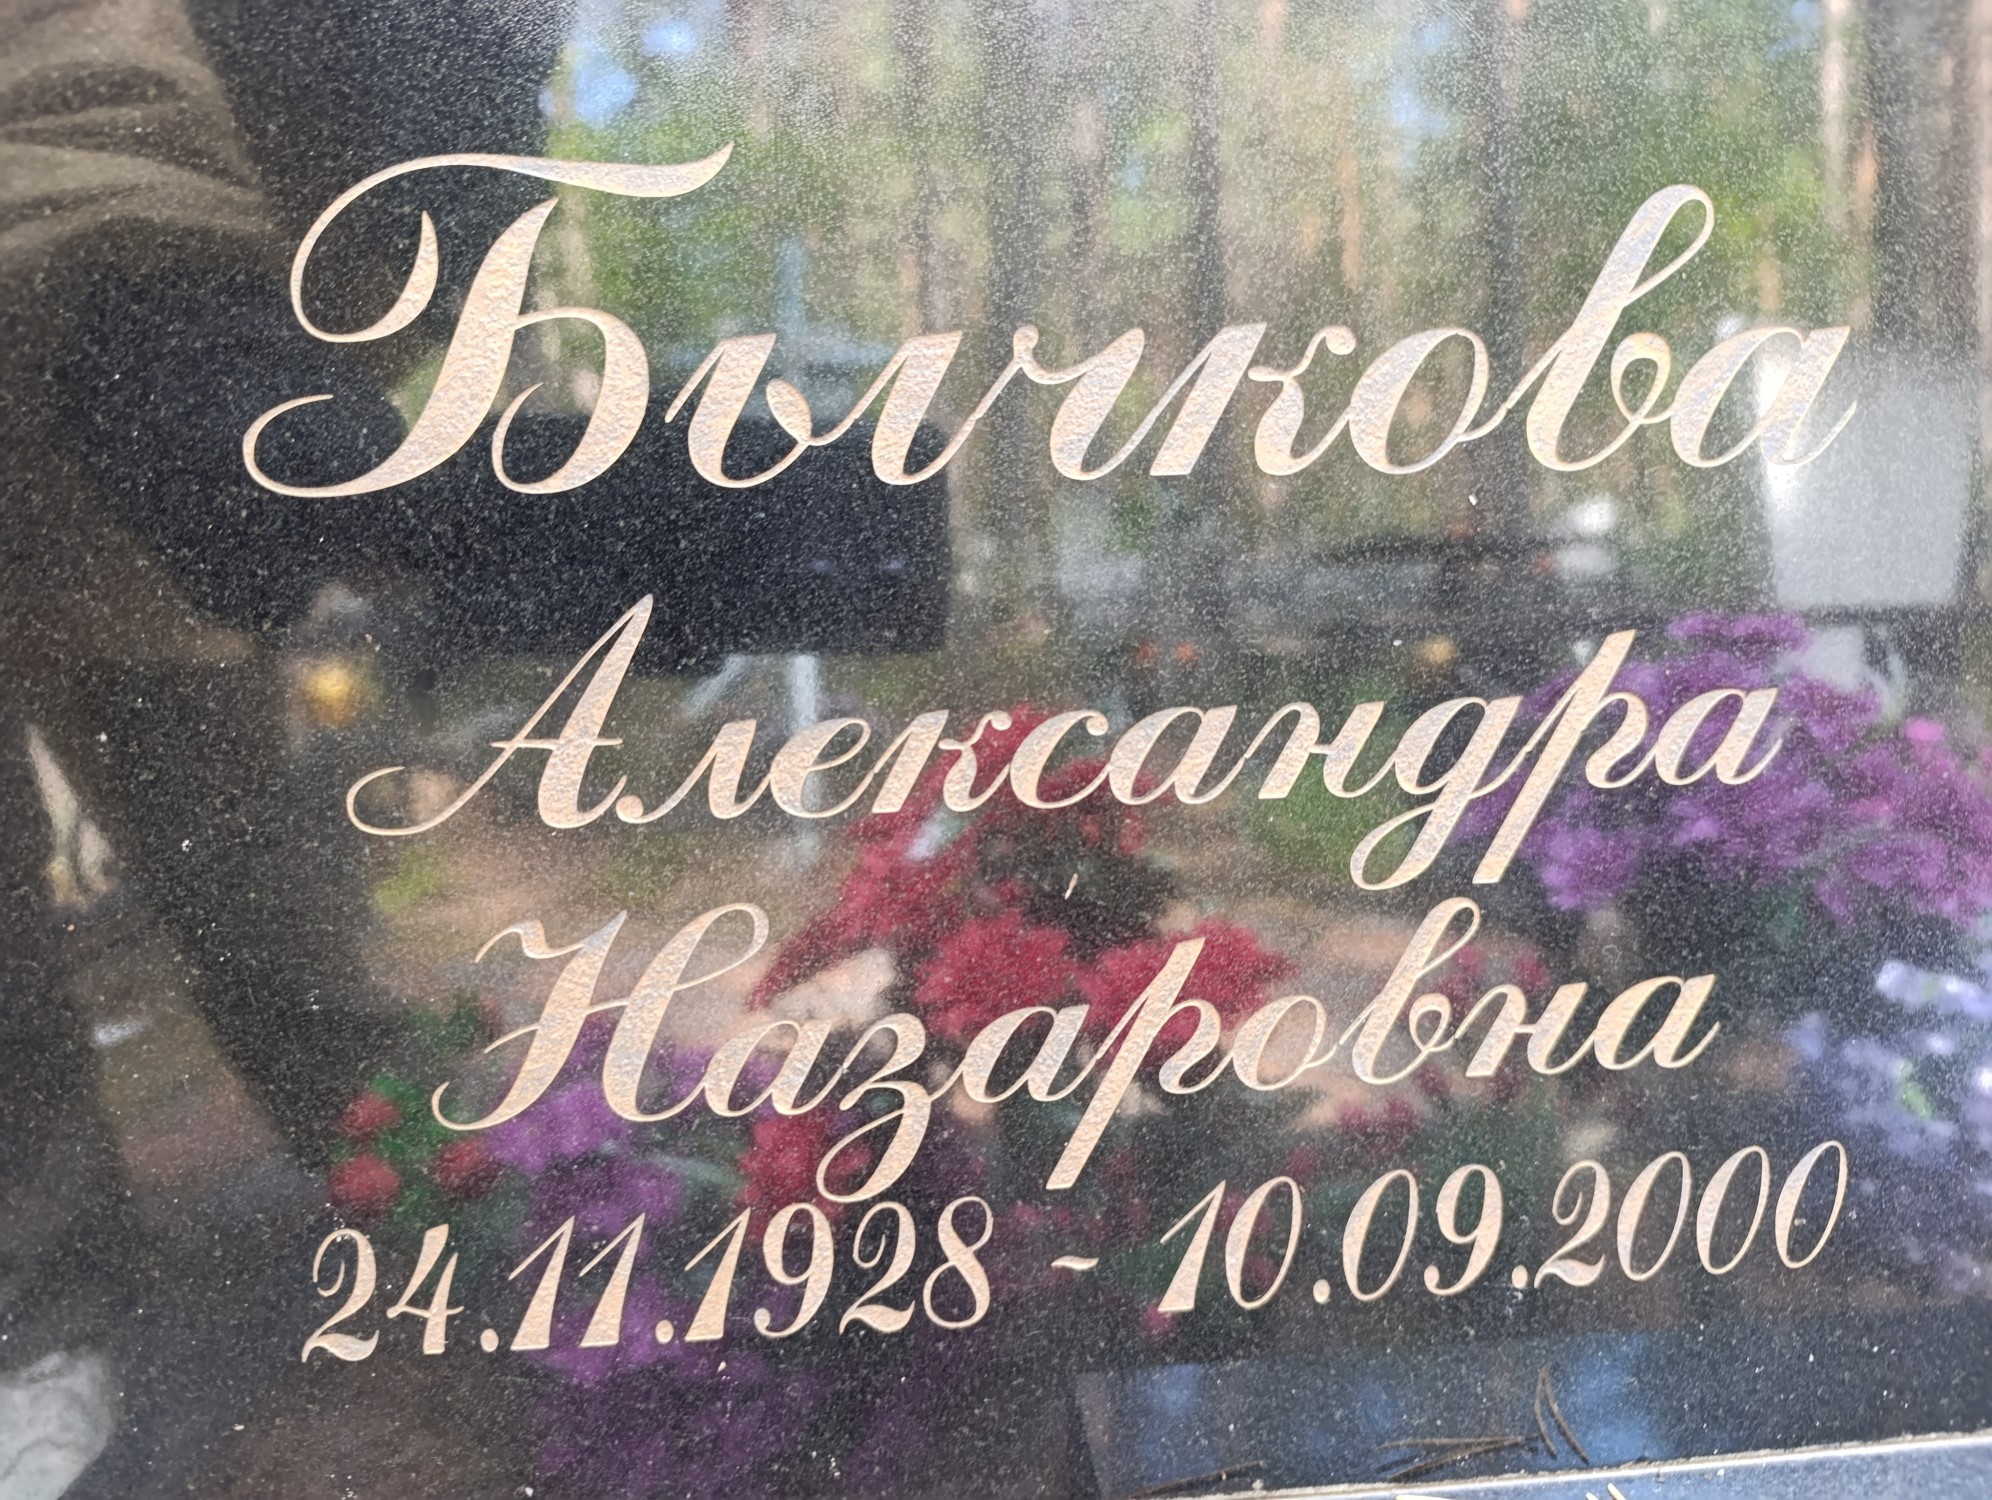 Бычкова
Александра
Назаровна
24.11.1928 - 10.09.2000